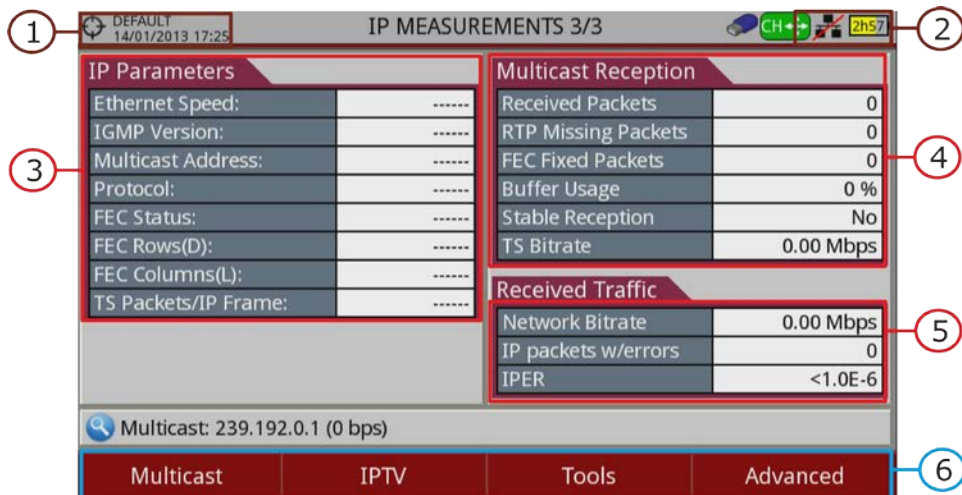 1
DEFAULT
14/01/2013 17:25
IP MEASUREMENTS 3/3
CH
2h57
2
3
IP Parameters
Ethernet Speed: ------
IGMP Version: ------
Multicast Address: ------
Protocol: ------
FEC Status: ------
FEC Rows(D): ------
FEC Columns(L): ------
TS Packets/IP Frame: ------
Multicast Reception
Received Packets 0
RTP Missing Packets 0
FEC Fixed Packets 0
Buffer Usage 0 %
Stable Reception No
TS Bitrate 0.00 Mbps
4
Received Traffic
Network Bitrate 0.00 Mbps
IP packets w/errors 0
IPER <1.0E-6
5
Multicast: 239.192.0.1 (0 bps)
Multicast IPTV Tools Advanced
6